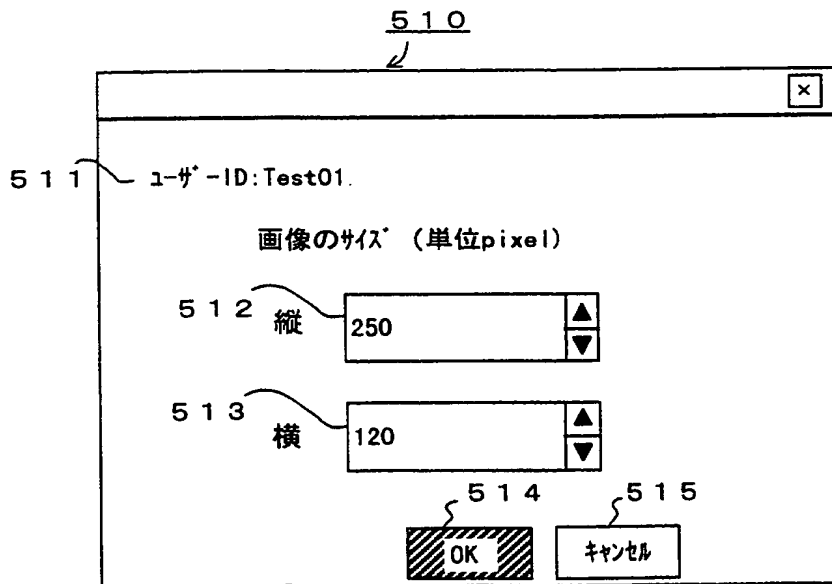 ５１０
×
５１１ ﾕｰｻﾞｰID:Test01.
画像のｻｲｽﾞ (単位pixel)
５１２ 縦 250 ▲
▼
５１３ 横 120 ▲
▼
５１４ ５１５
OK ｷｬﾝｾﾙ